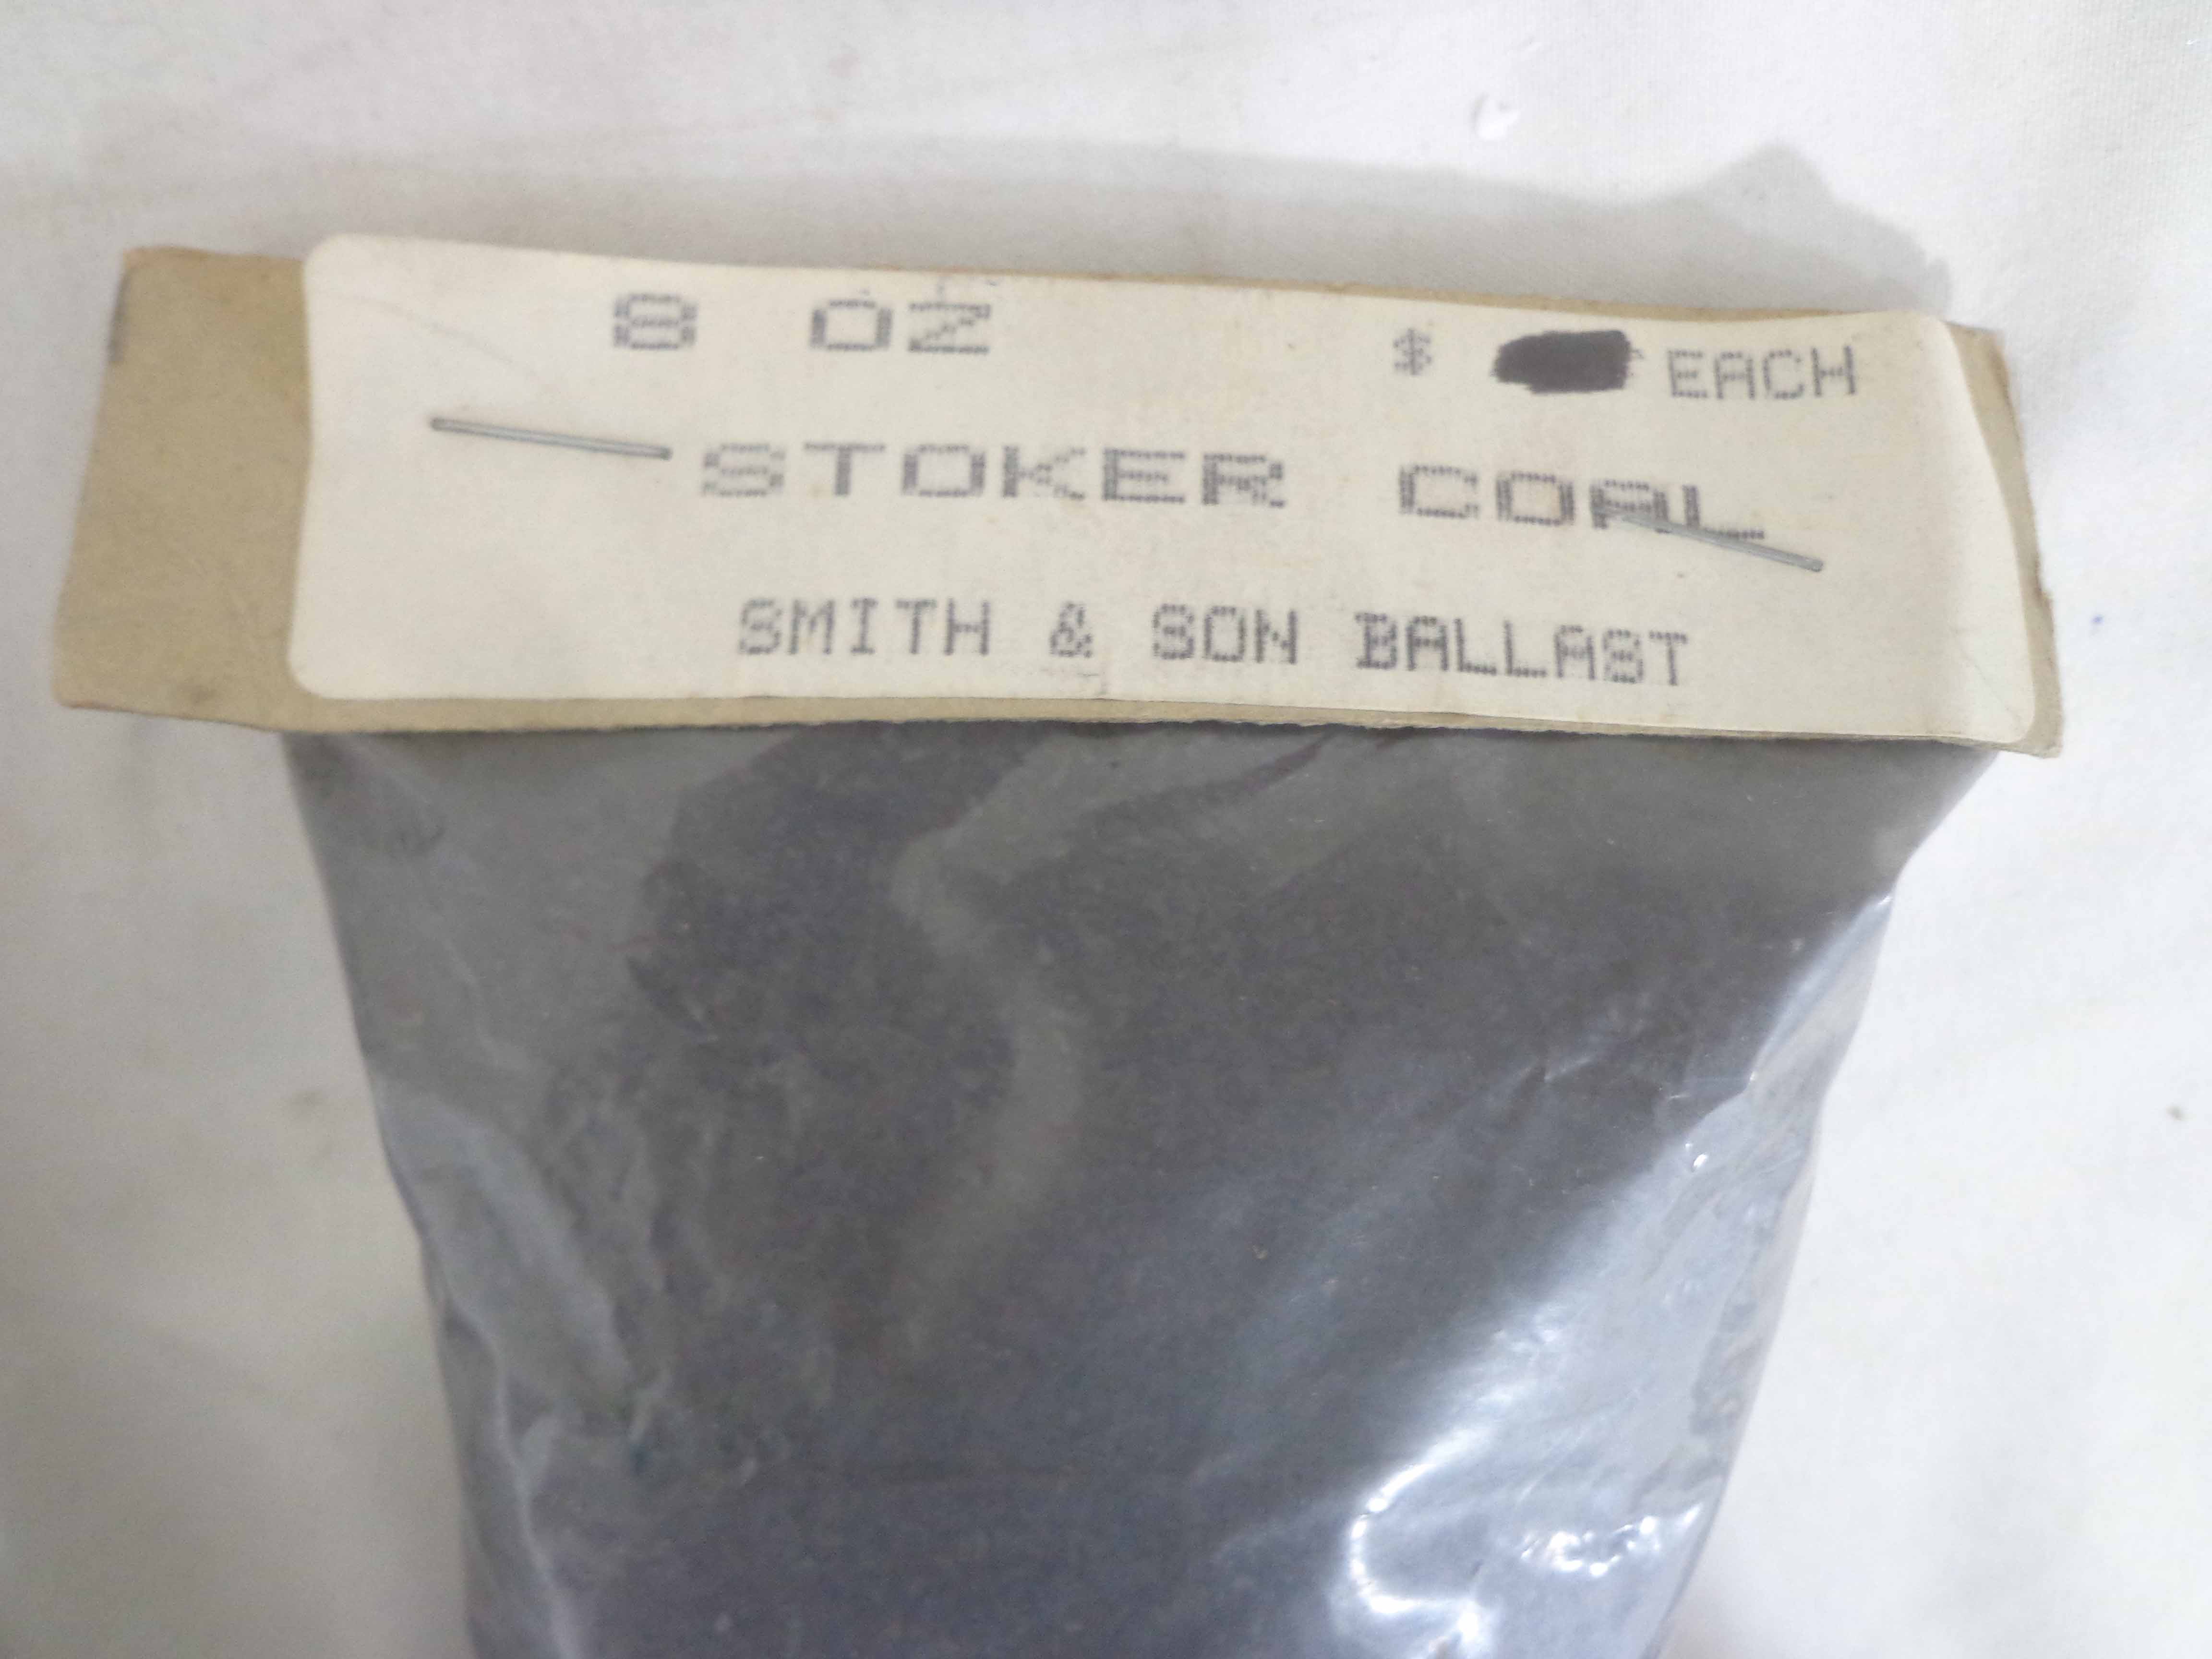 8 OZ $ EACH
STOKER COAL
SMITH & SON BALLAST